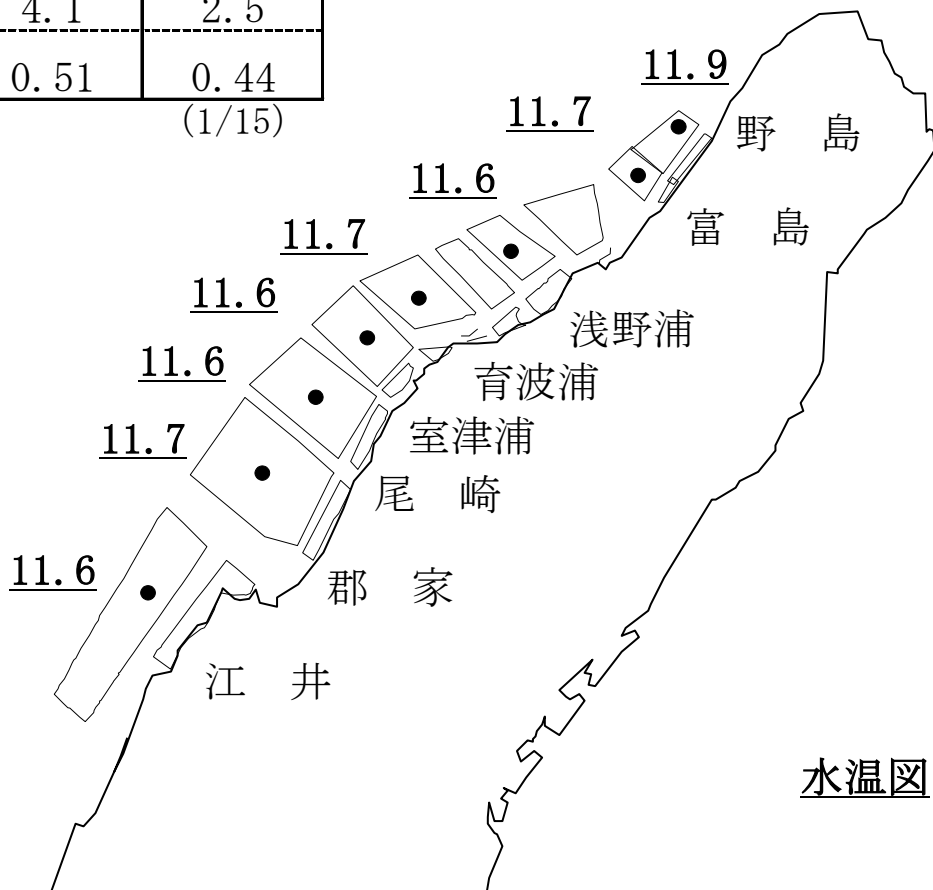 4.1 2.5
0.51 0.44
(1/15)
11.9
11.7
野 島
11.6
富 島
11.7
11.6
浅野浦
11.6
育波浦
11.7
室津浦
尾 崎
11.6
郡 家
江 井
水温図